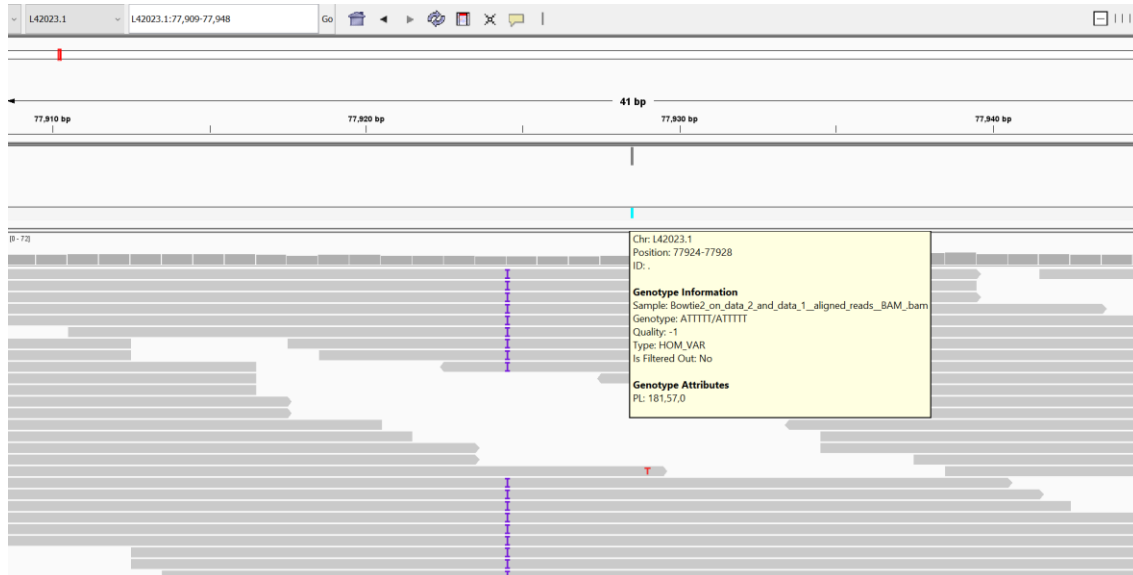 L42023.1
L42023.1:77,909-77,948
Go
41 bp
77,910 bp
77,920 bp
77,930 bp
77,940 bp
[0 - 72]
Chr: L42023.1
Position: 77924-77928
ID: .
Genotype Information
Sample: Bowtie2_on_data_2_and_data_1__aligned_reads__BAM_.bam
Genotype: ATTTTT/ATTTTT
Quality: -1
Type: HOM_VAR
Is Filtered Out: No
Genotype Attributes
PL: 181,57,0
T